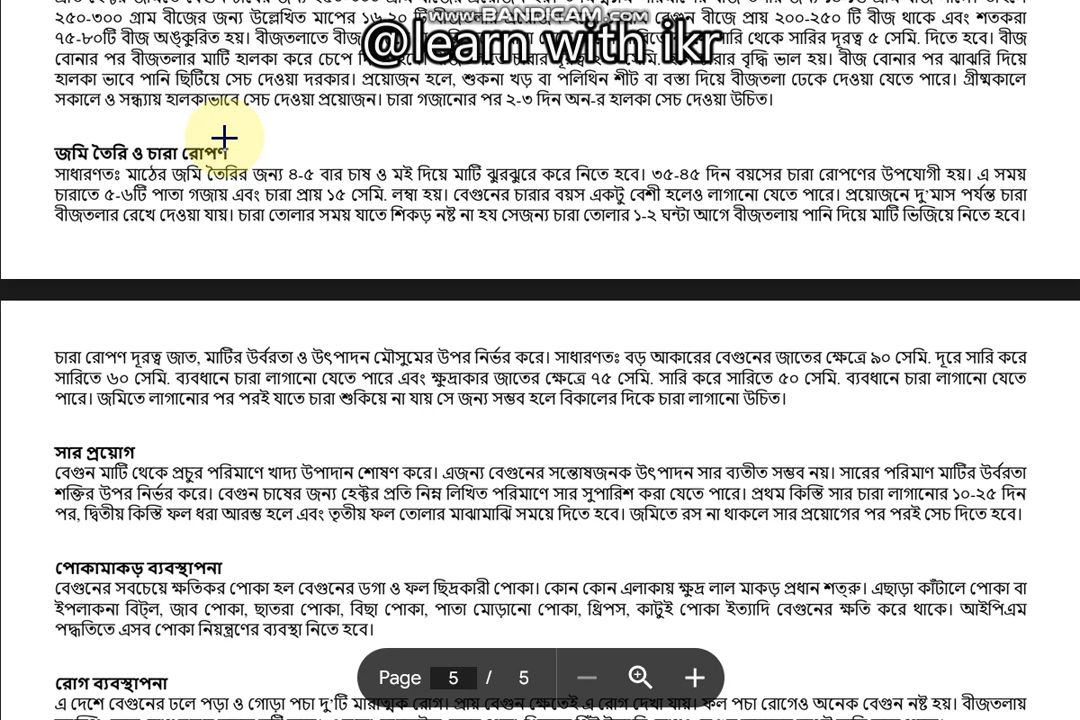 www.BANDICAM.com
@learn with ikr
২৫০-৩০০ গ্রাম বীজের জন্য উল্লেখিত মাপের ১৬-২০ টি বেগুন বীজে প্রায় ২০০-২৫০ টি বীজ থাকে এবং শতকরা
৭৫-৮০টি বীজ অঙ্কুরিত হয়। বীজতলাতে বীজ সারি থেকে সারির দূরত্ব ৫ সেমি. দিতে হবে। বীজ
বোনার পর বীজতলার মাটি হালকা করে চেপে বৃদ্ধি ভাল হয়। বীজ বোনার পর ঝাঝরি দিয়ে
হালকা ভাবে পানি ছিটিয়ে সেচ দেওয়া দরকার। প্রয়োজন হলে, শুকনা খড় বা পলিথিন শীট বা বস্তা দিয়ে বীজতলা ঢেকে দেওয়া যেতে পারে। গ্রীষ্মকালে
সকালে ও সন্ধ্যায় হালকাভাবে সেচ দেওয়া প্রয়োজন। চারা গজানোর পর ২-৩ দিন অন-র হালকা সেচ দেওয়া উচিত।
জমি তৈরি ও চারা রোপণ
সাধারণতঃ মাঠের জমি তৈরির জন্য ৪-৫ বার চাষ ও মই দিয়ে মাটি ঝুরঝুরে করে নিতে হবে। ৩৫-৪৫ দিন বয়সের চারা রোপণের উপযোগী হয়। এ সময়
চারাতে ৫-৬টি পাতা গজায় এবং চারা প্রায় ১৫ সেমি. লম্বা হয়। বেগুনের চারার বয়স একটু বেশী হলেও লাগানো যেতে পারে। প্রয়োজনে দু'মাস পর্যন্ত চারা
বীজতলার রেখে দেওয়া যায়। চারা তোলার সময় যাতে শিকড় নষ্ট না হয সেজন্য চারা তোলার ১-২ ঘন্টা আগে বীজতলায় পানি দিয়ে মাটি ভিজিয়ে নিতে হবে।
চারা রোপণ দূরত্ব জাত, মাটির উর্বরতা ও উৎপাদন মৌসুমের উপর নির্ভর করে। সাধারণতঃ বড় আকারের বেগুনের জাতের ক্ষেত্রে ৯০ সেমি. দূরে সারি করে
সারিতে ৬০ সেমি. ব্যবধানে চারা লাগানো যেতে পারে এবং ক্ষুদ্রাকার জাতের ক্ষেত্রে ৭৫ সেমি. সারি করে সারিতে ৫০ সেমি. ব্যবধানে চারা লাগানো যেতে
পারে। জমিতে লাগানোর পর পরই যাতে চারা শুকিয়ে না যায় সে জন্য সম্ভব হলে বিকালের দিকে চারা লাগানো উচিত।
সার প্রয়োগ
বেগুন মাটি থেকে প্রচুর পরিমাণে খাদ্য উপাদান শোষণ করে। এজন্য বেগুনের সন্তোষজনক উৎপাদন সার ব্যতীত সম্ভব নয়। সারের পরিমাণ মাটির উর্বরতা
শক্তির উপর নির্ভর করে। বেগুন চাষের জন্য হেক্টর প্রতি নিম্ন লিখিত পরিমাণে সার সুপারিশ করা যেতে পারে। প্রথম কিস্তি সার চারা লাগানোর ১০-২৫ দিন
পর, দ্বিতীয় কিস্তি ফল ধরা আরম্ভ হলে এবং তৃতীয় ফল তোলার মাঝামাঝি সময়ে দিতে হবে। জমিতে রস না থাকলে সার প্রয়োগের পর পরই সেচ দিতে হবে।
পোকামাকড় ব্যবস্থাপনা
বেগুনের সবচেয়ে ক্ষতিকর পোকা হল বেগুনের ডগা ও ফল ছিদ্রকারী পোকা। কোন কোন এলাকায় ক্ষুদ্র লাল মাকড় প্রধান শত্রু। এছাড়া কাঁটালে পোকা বা
ইপলাকনা বিট্‌ল, জাব পোকা, ছাতরা পোকা, বিছা পোকা, পাতা মোড়ানো পোকা, থ্রিপস, কাটুই পোকা ইত্যাদি বেগুনের ক্ষতি করে থাকে। আইপিএম
পদ্ধতিতে এসব পোকা নিয়ন্ত্রণের ব্যবস্থা নিতে হবে।
Page 5 / 5
রোগ ব্যবস্থাপনা
এ দেশে বেগুনের ঢলে পড়া ও গোড়া পচা দু'টি মারাত্মক রোগ। প্রায় বেগুন ক্ষেতেই এ রোগ দেখা যায়। ফল পচা রোগেও অনেক বেগুন নষ্ট হয়। বীজতলায়